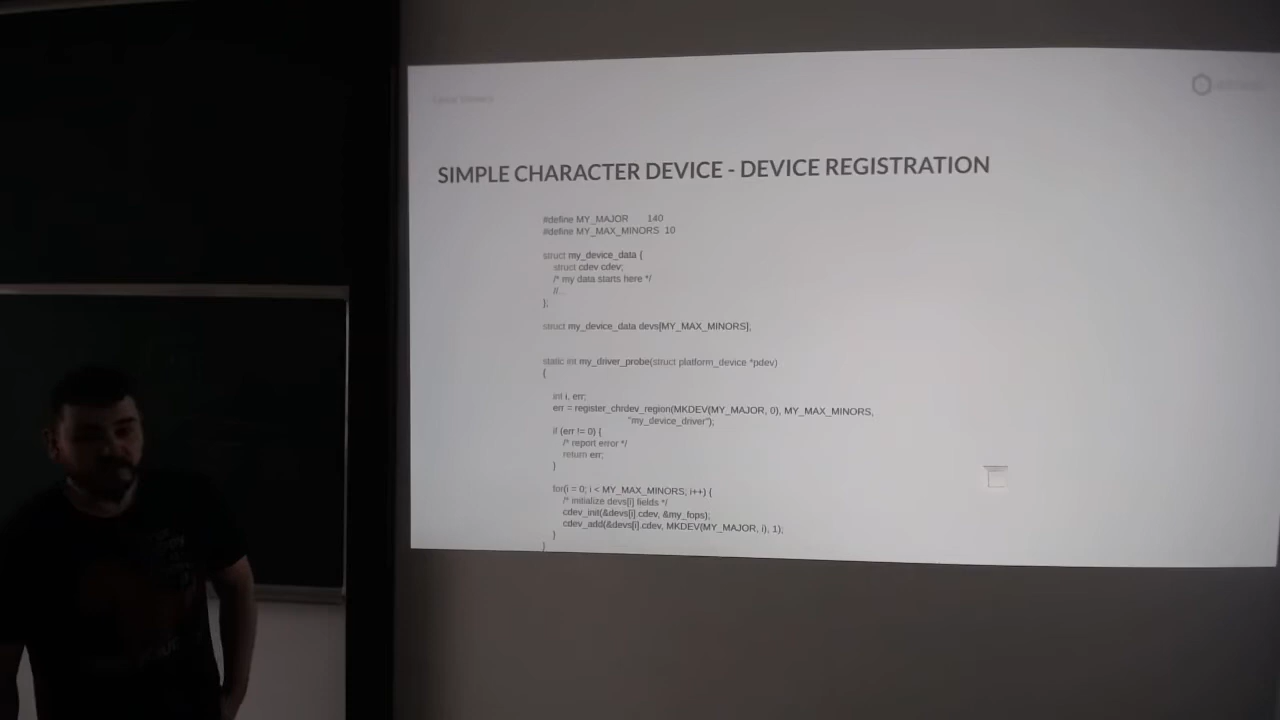 SIMPLE CHARACTER DEVICE - DEVICE REGISTRATION
#define MY_MAJOR 140
#define MY_MAX_MINORS 10
struct my_device_data {
struct cdev cdev;
/* my data starts here */
//...
};
struct my_device_data devs[MY_MAX_MINORS];
static int my_driver_probe(struct platform_device *pdev)
{
int i, err;
err = register_chrdev_region(MKDEV(MY_MAJOR, 0), MY_MAX_MINORS,
"my_device_driver");
if (err != 0) {
/* report error */
return err;
}
for(i = 0; i < MY_MAX_MINORS; i++) {
/* initialize devs[i] fields */
cdev_init(&devs[i].cdev, &my_fops);
cdev_add(&devs[i].cdev, MKDEV(MY_MAJOR, i), 1);
}
}